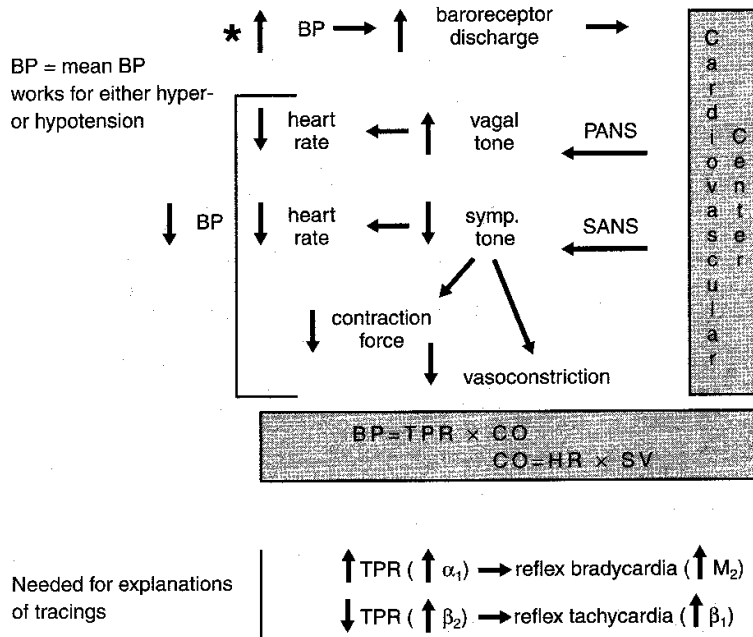 * ↑ BP → ↑ baroreceptor discharge →
BP = mean BP
works for either hyper-
or hypotension
↓ heart rate ← ↑ vagal tone ← PANS
↓ BP
↓ heart rate ← ↓ symp. tone ← SANS
↓ contraction force
↓ vasoconstriction
Cardiovascular
Center
BP=TPR × CO
CO=HR × SV
Needed for explanations
of tracings
↑ TPR (↑ α₁) → reflex bradycardia (↑ M₂)
↓ TPR (↑ β₂) → reflex tachycardia (↑ β₁)